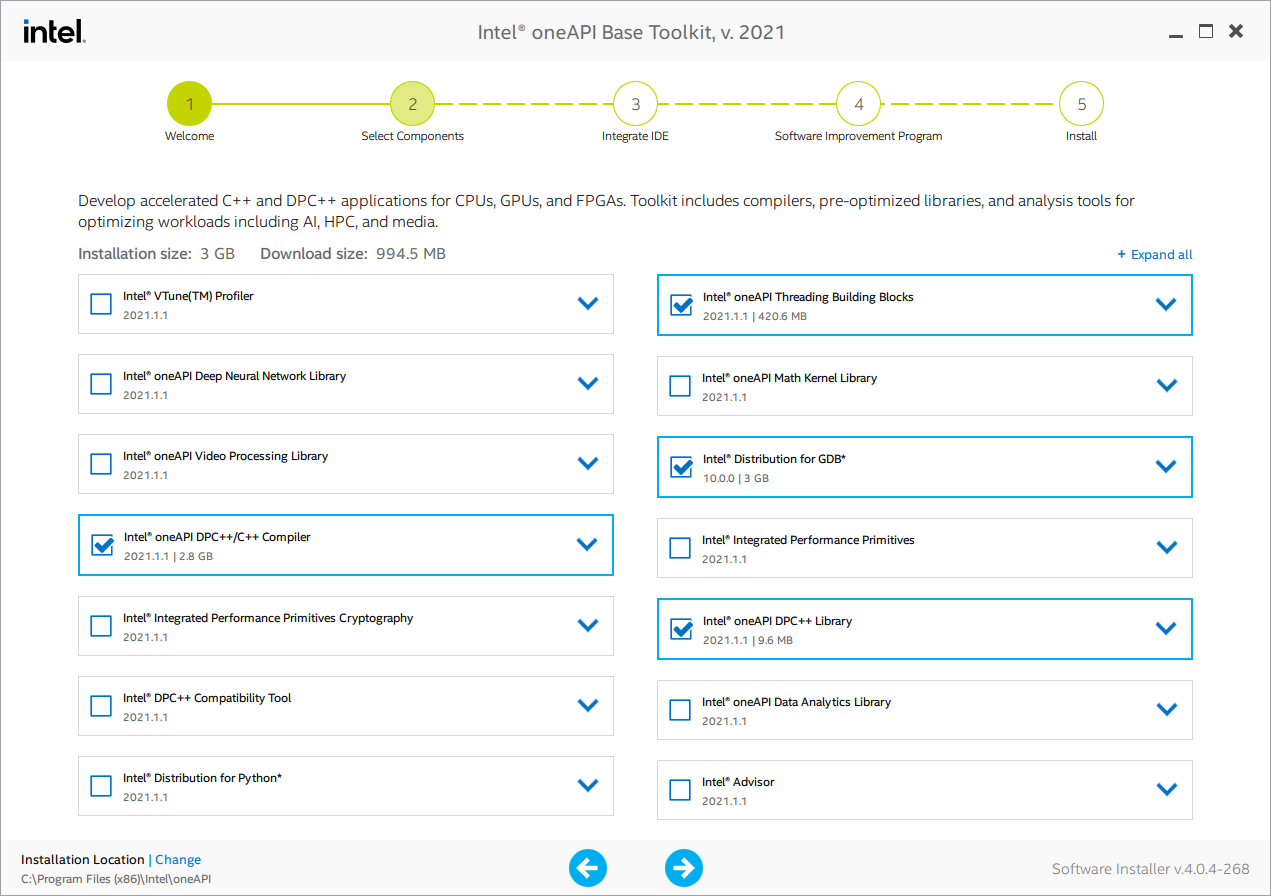 intel.
Intel® oneAPI Base Toolkit, v. 2021
1
2
3
4
5
Welcome
Select Components
Integrate IDE
Software Improvement Program
Install
Develop accelerated C++ and DPC++ applications for CPUs, GPUs, and FPGAs. Toolkit includes compilers, pre-optimized libraries, and analysis tools for
optimizing workloads including AI, HPC, and media.
Installation size: 3 GB Download size: 994.5 MB
+ Expand all
Intel® VTune(TM) Profiler
2021.1.1
Intel® oneAPI Deep Neural Network Library
2021.1.1
Intel® oneAPI Video Processing Library
2021.1.1
Intel® oneAPI DPC++/C++ Compiler
2021.1.1 | 2.8 GB
Intel® Integrated Performance Primitives Cryptography
2021.1.1
Intel® DPC++ Compatibility Tool
2021.1.1
Intel® Distribution for Python*
2021.1.1
Intel® oneAPI Threading Building Blocks
2021.1.1 | 420.6 MB
Intel® oneAPI Math Kernel Library
2021.1.1
Intel® Distribution for GDB*
10.0.0 | 3 GB
Intel® Integrated Performance Primitives
2021.1.1
Intel® oneAPI DPC++ Library
2021.1.1 | 9.6 MB
Intel® oneAPI Data Analytics Library
2021.1.1
Intel® Advisor
2021.1.1
Installation Location | Change
C:\Program Files (x86)\Intel\oneAPI
Software Installer v.4.0.4-268